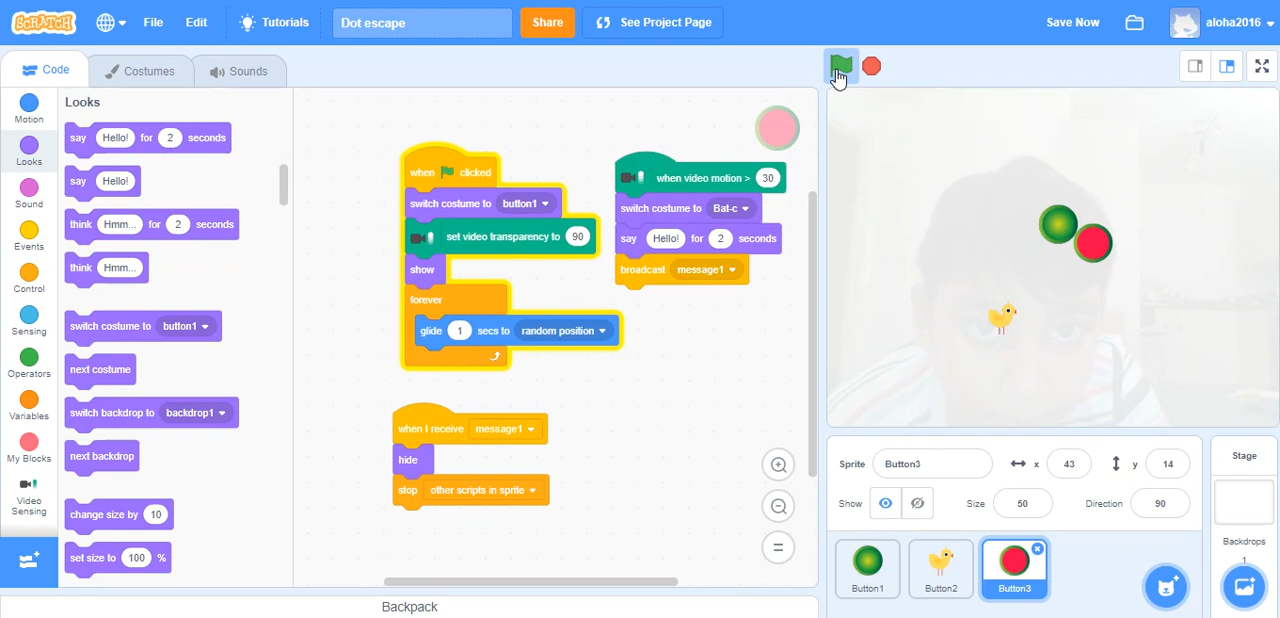 SCRATCH
File
Edit
Tutorials
Dot escape
Share
See Project Page
Save Now
aloha2016
Code
Costumes
Sounds
Motion
Looks
Sound
Events
Control
Sensing
Operators
Variables
My Blocks
Video
Sensing
Looks
say Hello! for 2 seconds
say Hello!
think Hmm... for 2 seconds
think Hmm...
switch costume to button1
next costume
switch backdrop to backdrop1
next backdrop
change size by 10
set size to 100 %
when clicked
switch costume to button1
set video transparency to 90
show
forever
glide 1 secs to random position
when video motion > 30
switch costume to Bat-c
say Hello! for 2 seconds
broadcast message1
when I receive message1
hide
stop other scripts in sprite
Backpack
Sprite Button3 x 43 y 14
Show Size 50 Direction 90
Button1
Button2
Button3
Stage
Backdrops
1